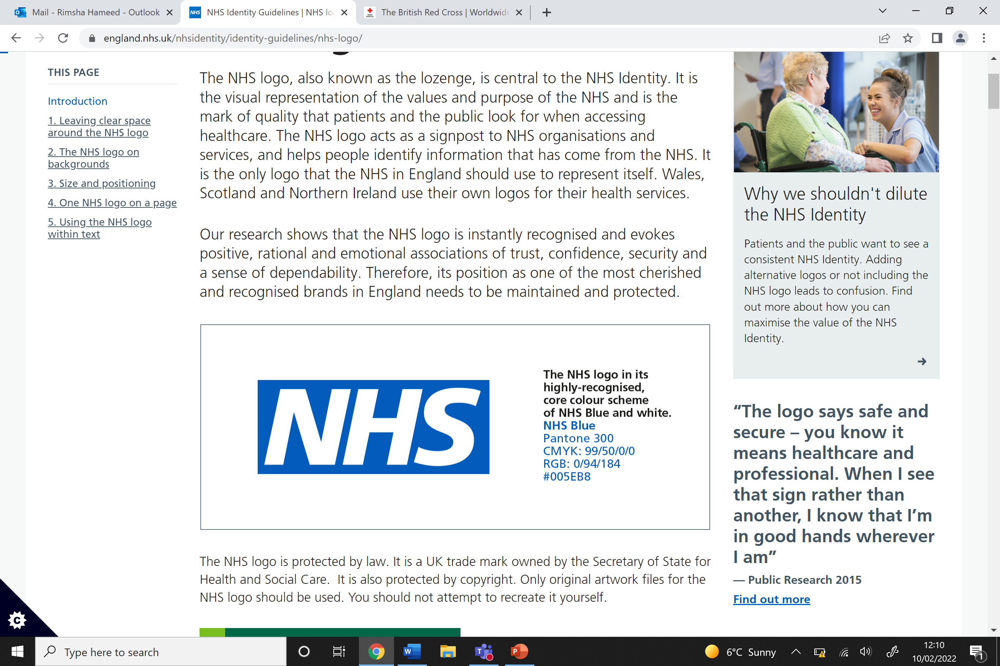 Mail - Rimsha Hameed - Outlook
NHS
NHS Identity Guidelines | NHS lo
The British Red Cross | Worldwide
england.nhs.uk/nhsidentity/identity-guidelines/nhs-logo/
THIS PAGE
Introduction
1. Leaving clear space
around the NHS logo
2. The NHS logo on
backgrounds
3. Size and positioning
4. One NHS logo on a page
5. Using the NHS logo
within text
The NHS logo, also known as the lozenge, is central to the NHS Identity. It is
the visual representation of the values and purpose of the NHS and is the
mark of quality that patients and the public look for when accessing
healthcare. The NHS logo acts as a signpost to NHS organisations and
services, and helps people identify information that has come from the NHS. It
is the only logo that the NHS in England should use to represent itself. Wales,
Scotland and Northern Ireland use their own logos for their health services.
Our research shows that the NHS logo is instantly recognised and evokes
positive, rational and emotional associations of trust, confidence, security and
a sense of dependability. Therefore, its position as one of the most cherished
and recognised brands in England needs to be maintained and protected.
NHS
The NHS logo in its
highly-recognised,
core colour scheme
of NHS Blue and white.
NHS Blue
Pantone 300
CMYK: 99/50/0/0
RGB: 0/94/184
#005EB8
The NHS logo is protected by law. It is a UK trade mark owned by the Secretary of State for
Health and Social Care.  It is also protected by copyright. Only original artwork files for the
NHS logo should be used. You should not attempt to recreate it yourself.
Why we shouldn't dilute
the NHS Identity
Patients and the public want to see a
consistent NHS Identity. Adding
alternative logos or not including the
NHS logo leads to confusion. Find
out more about how you can
maximise the value of the NHS
Identity.
“The logo says safe and
secure – you know it
means healthcare and
professional. When I see
that sign rather than
another, I know that I’m
in good hands wherever
I am”
— Public Research 2015
Find out more
C
Type here to search
W
T
P
6°C Sunny
12:10
10/02/2022
1